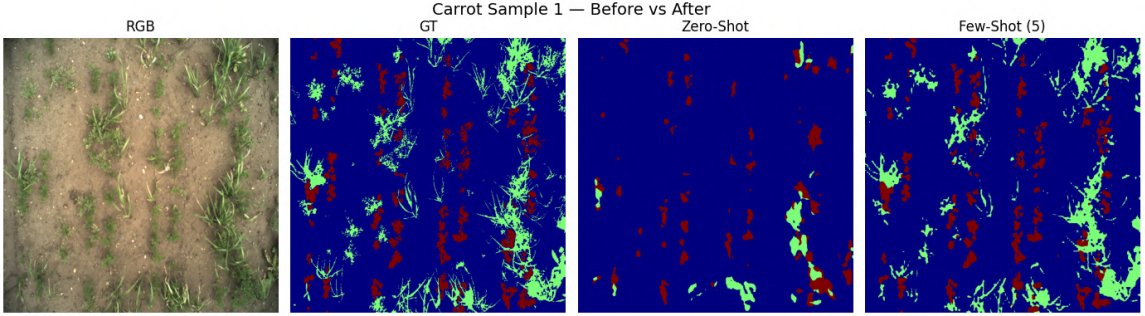 Carrot Sample 1 — Before vs After
RGB
GT
Zero-Shot
Few-Shot (5)